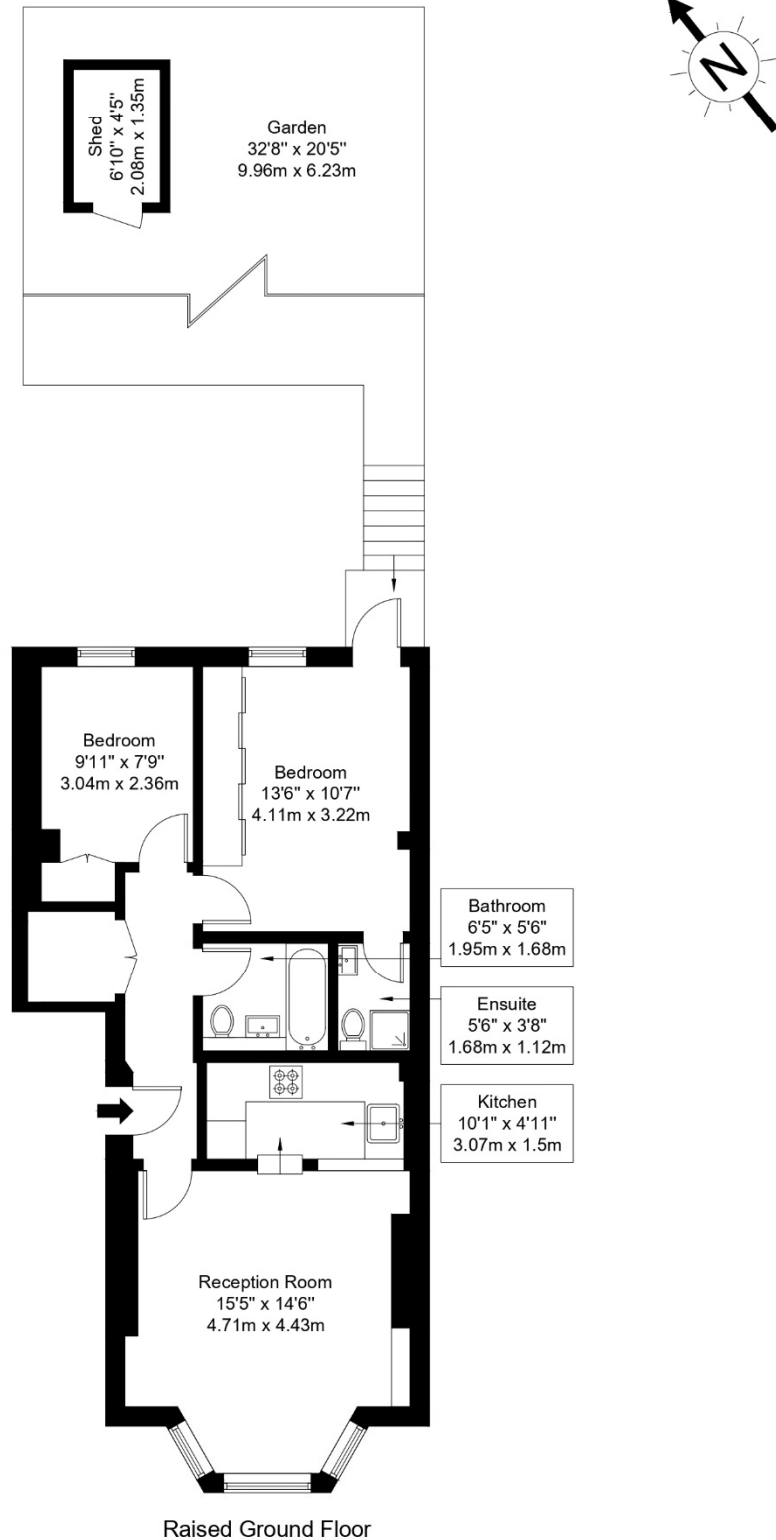 N
Shed
6'10" x 4'5"
2.08m x 1.35m
Garden
32'8" x 20'5"
9.96m x 6.23m
Bedroom
9'11" x 7'9"
3.04m x 2.36m
Bedroom
13'6" x 10'7"
4.11m x 3.22m
Bathroom
6'5" x 5'6"
1.95m x 1.68m
Ensuite
5'6" x 3'8"
1.68m x 1.12m
Kitchen
10'1" x 4'11"
3.07m x 1.5m
Reception Room
15'5" x 14'6"
4.71m x 4.43m
Raised Ground Floor